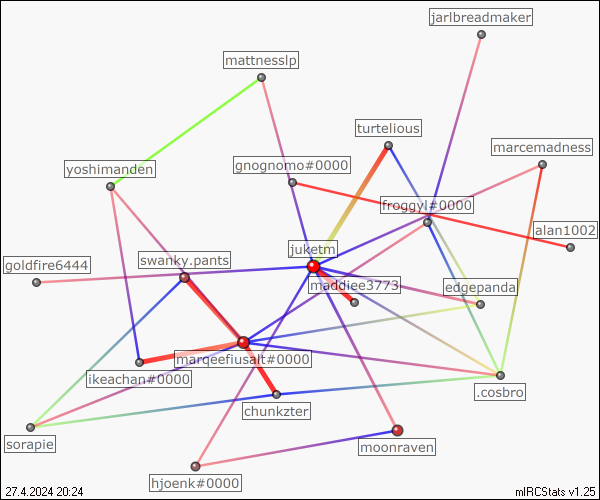 jarlbreadmaker
mattnesslp
turtelious
marcemadness
gnognomo#0000
yoshimanden
froggyl#0000
alan1002
juketm
swanky.pants
goldfire6444
maddiee3773
edgepanda
marqeefiusalt#0000
ikeachan#0000
.cosbro
chunkzter
sorapie
moonraven
hjoenk#0000
27.4.2024 20:24
mIRCStats v1.25